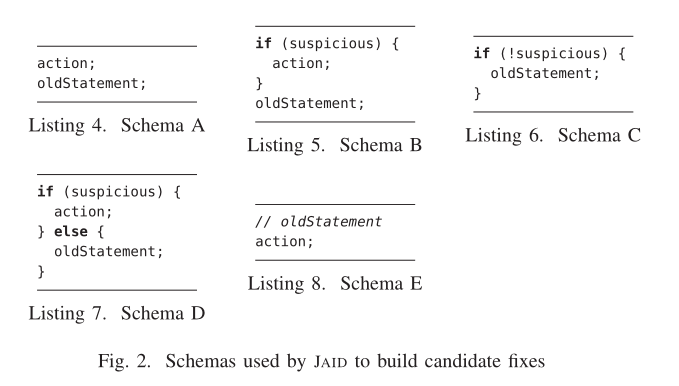 action;
oldStatement;
Listing 4. Schema A
if (suspicious) {
action;
}
oldStatement;
Listing 5. Schema B
if (!suspicious) {
oldStatement;
}
Listing 6. Schema C
if (suspicious) {
action;
} else {
oldStatement;
}
Listing 7. Schema D
// oldStatement
action;
Listing 8. Schema E
Fig. 2. Schemas used by JAID to build candidate fixes